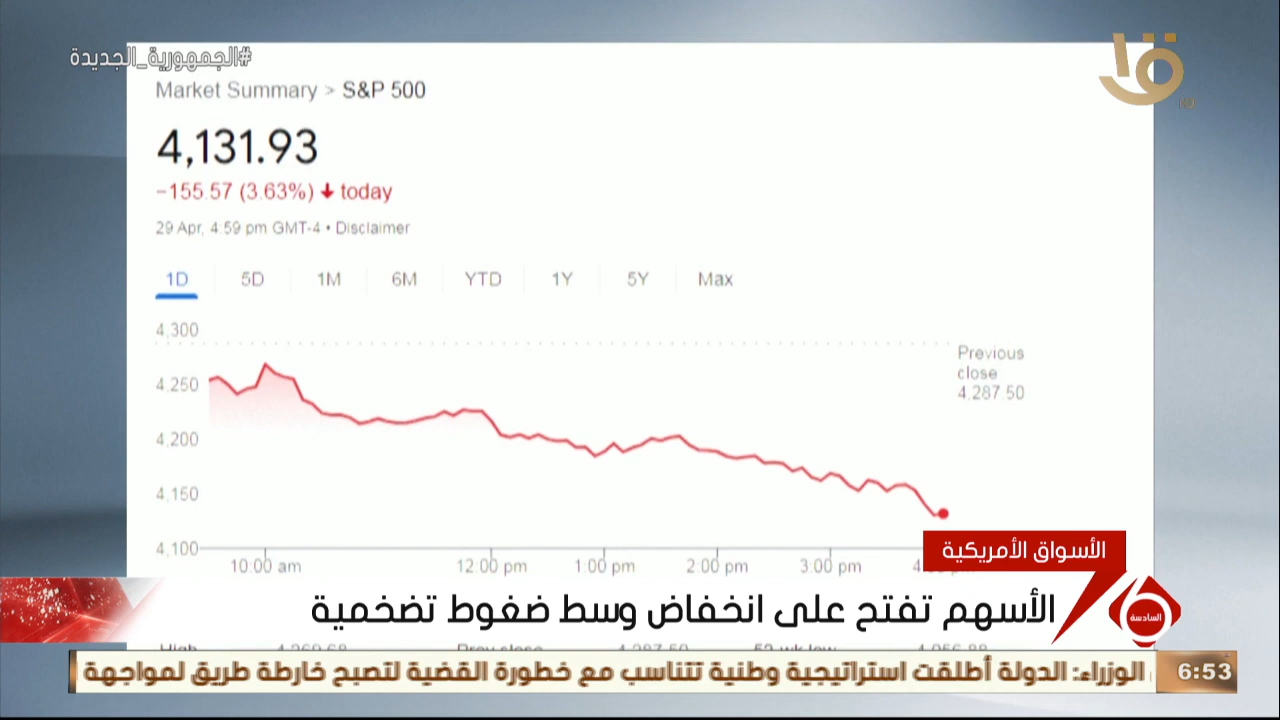 #الجمهورية_الجديدة
Market Summary > S&P 500
4,131.93
−155.57 (3.63%) ↓ today
29 Apr, 4:59 pm GMT-4 • Disclaimer
1D 5D 1M 6M YTD 1Y 5Y Max
4,300
Previous
close
4,287.50
4,250
4,200
4,150
4,100
10:00 am 12:00 pm 1:00 pm 2:00 pm 3:00 pm
الأسواق الأمريكية
الأسهم تفتح على انخفاض وسط ضغوط تضخمية
السادسة
الوزراء: الدولة أطلقت استراتيجية وطنية تتناسب مع خطورة القضية لتصبح خارطة طريق لمواجهة
6:53